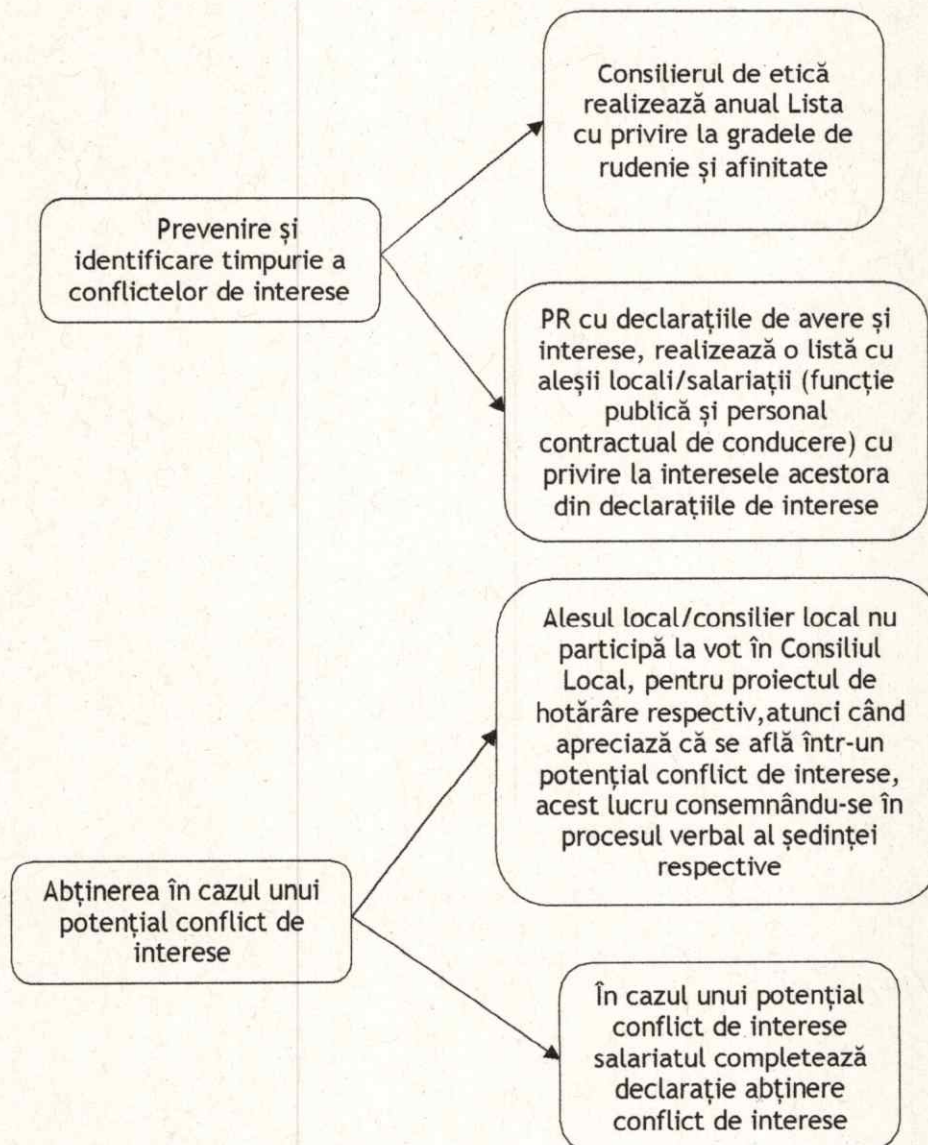 Consilierul de etică
realizează anual Lista
cu privire la gradele de
rudenie și afinitate
Prevenire și
identificare timpurie a
conflictelor de interese
PR cu declarațiile de avere și
interese, realizează o listă cu
aleșii locali/salariații (funcție
publică și personal
contractual de conducere) cu
privire la interesele acestora
din declarațiile de interese
Alesul local/consilier local nu
participă la vot în Consiliul
Local, pentru proiectul de
hotărâre respectiv,atunci când
apreciază că se află într-un
potențial conflict de interese,
acest lucru consemnându-se în
procesul verbal al ședinței
respective
Abținerea în cazul unui
potențial conflict de
interese
În cazul unui potențial
conflict de interese
salariatul completează
declarație abținere
conflict de interese